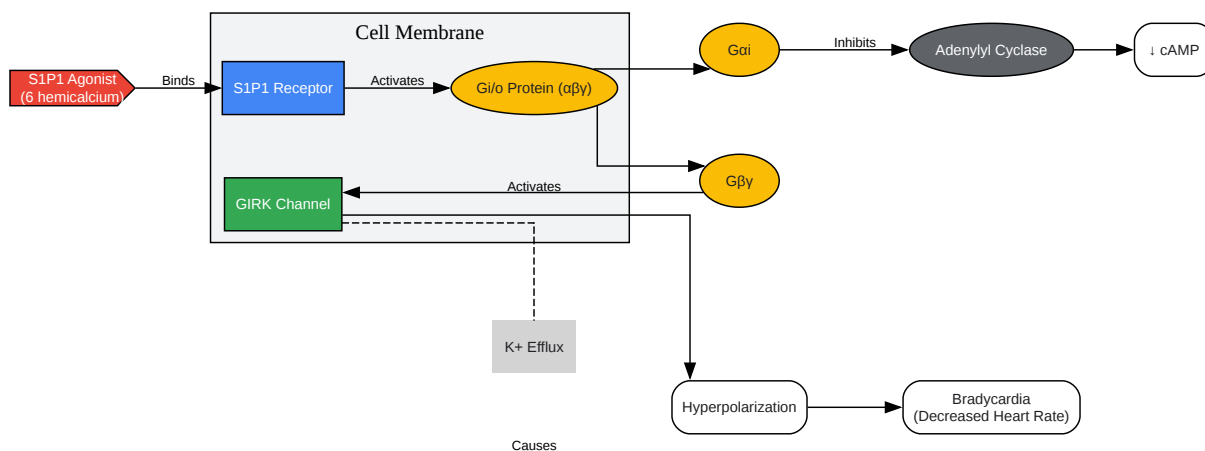 Cell Membrane
S1P1 Agonist
(6 hemicalcium)
Binds
S1P1 Receptor
Activates
Gi/o Protein (αβγ)
Gαi
Inhibits
Adenylyl Cyclase
↓ cAMP
Gβγ
Activates
GIRK Channel
K+ Efflux
Hyperpolarization
Bradycardia
(Decreased Heart Rate)
Causes